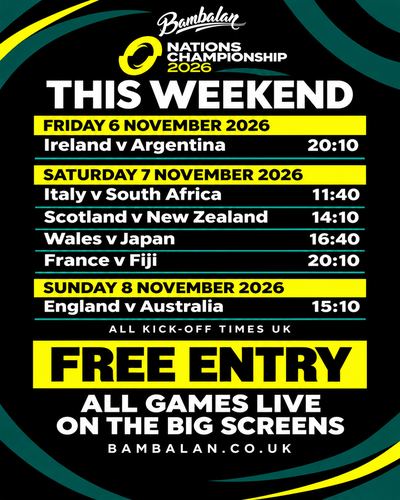 Bambalan
NATIONS
CHAMPIONSHIP
2026
THIS WEEKEND
FRIDAY 6 NOVEMBER 2026
Ireland v Argentina 20:10
SATURDAY 7 NOVEMBER 2026
Italy v South Africa 11:40
Scotland v New Zealand 14:10
Wales v Japan 16:40
France v Fiji 20:10
SUNDAY 8 NOVEMBER 2026
England v Australia 15:10
ALL KICK-OFF TIMES UK
FREE ENTRY
ALL GAMES LIVE
ON THE BIG SCREENS
BAMBALAN.CO.UK